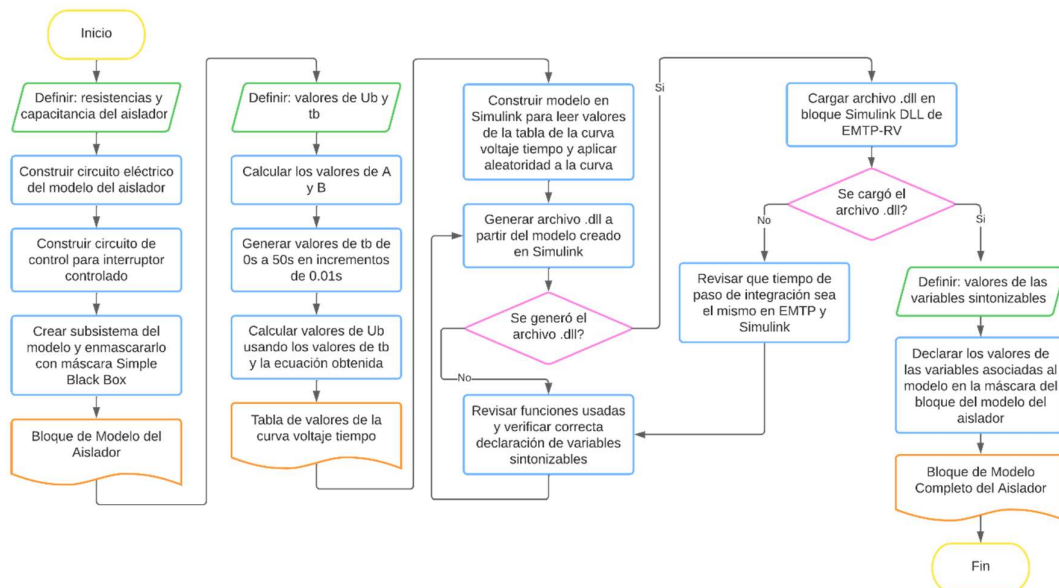 Inicio
Definir: resistencias y
capacitancia del aislador
Construir circuito eléctrico
del modelo del aislador
Construir circuito de
control para interruptor
controlado
Crear subsistema del
modelo y enmascararlo
con máscara Simple
Black Box
Bloque de Modelo del
Aislador
Definir: valores de Ub y
tb
Calcular los valores de A
y B
Generar valores de tb de
0s a 50s en incrementos
de 0.01s
Calcular valores de Ub
usando los valores de tb
y la ecuación obtenida
Tabla de valores de la
curva voltaje tiempo
Construir modelo en
Simulink para leer valores
de la tabla de la curva
voltaje tiempo y aplicar
aleatoridad a la curva
Generar archivo .dll a
partir del modelo creado
en Simulink
Se generó el
archivo .dll?
No
Si
Revisar funciones usadas
y verificar correcta
declaración de variables
sintonizables
Cargar archivo .dll en
bloque Simulink DLL de
EMTP-RV
Se cargó el
archivo .dll?
No
Si
Revisar que tiempo de
paso de integración sea
el mismo en EMTP y
Simulink
Definir: valores de las
variables sintonizables
Declarar los valores de
las variables asociadas al
modelo en la máscara del
bloque del modelo del
aislador
Bloque de Modelo
Completo del Aislador
Fin